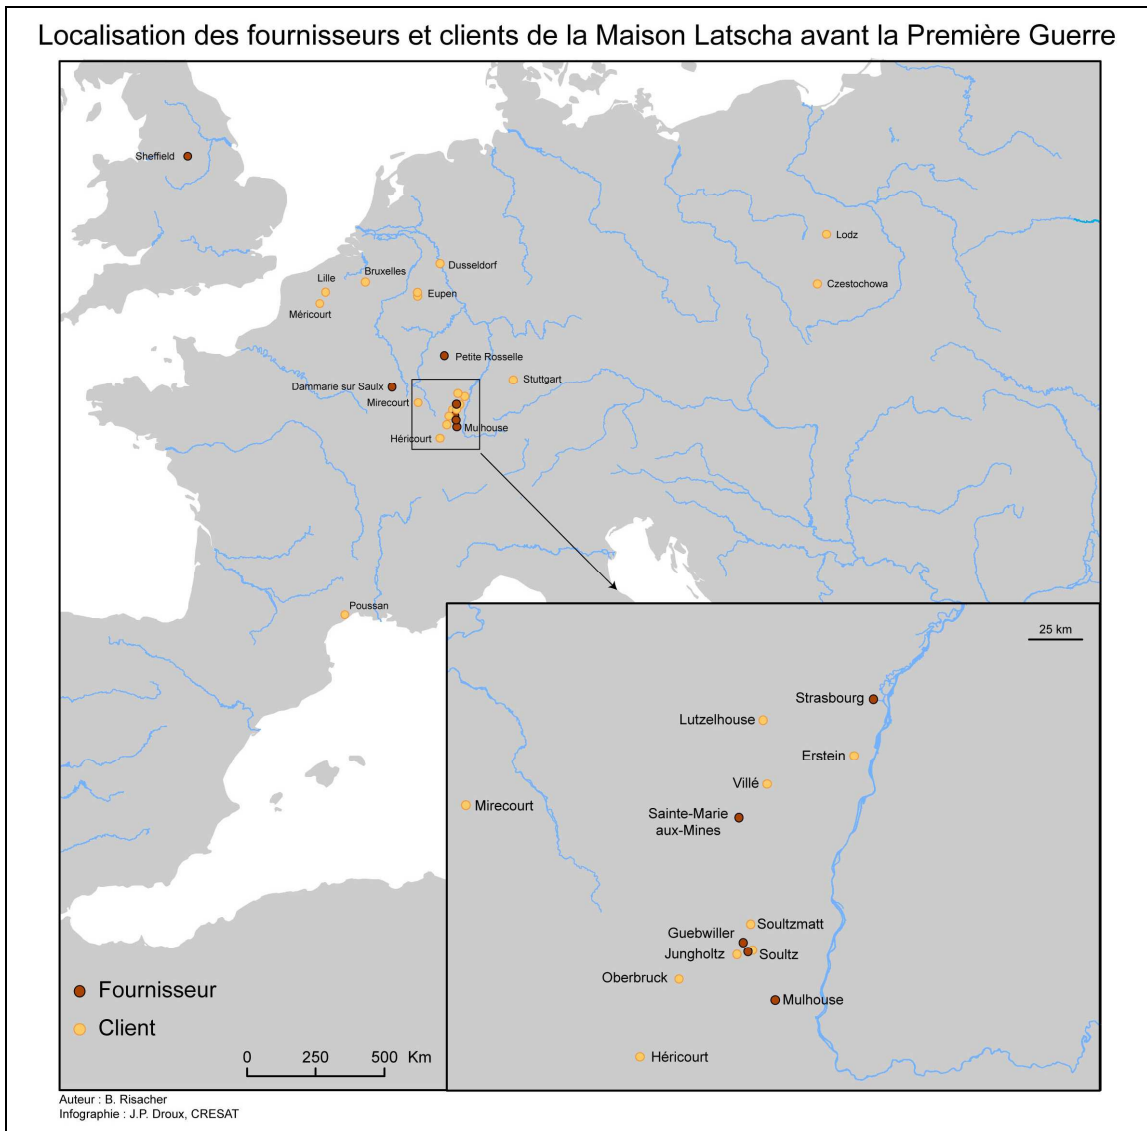 Localisation des fournisseurs et clients de la Maison Latscha avant la Première Guerre
Sheffield
Lodz
Dusseldorf
Bruxelles
Lille
Eupen
Czestochowa
Méricourt
Petite Rosselle
Stuttgart
Dammarie sur Saulx
Mirecourt
Mulhouse
Héricourt
Poussan
25 km
Strasbourg
Lutzelhouse
Erstein
Villé
Mirecourt
Sainte-Marie
aux-Mines
Soultzmatt
Guebwiller
Jungholtz
Soultz
Oberbruck
Mulhouse
Héricourt
Fournisseur
Client
0 250 500 Km
Auteur : B. Risacher
Infographie : J.P. Droux, CRESAT